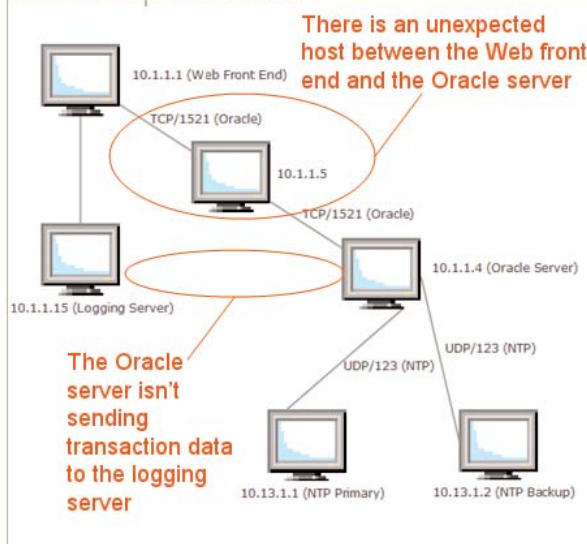 There is an unexpected
host between the Web front
end and the Oracle server
10.1.1.1 (Web Front End)
TCP/1521 (Oracle)
10.1.1.5
TCP/1521 (Oracle)
10.1.1.4 (Oracle Server)
10.1.1.15 (Logging Server)
UDP/123 (NTP)
UDP/123 (NTP)
The Oracle
server isn't
sending
transaction data
to the logging
server
10.13.1.1 (NTP Primary)
10.13.1.2 (NTP Backup)